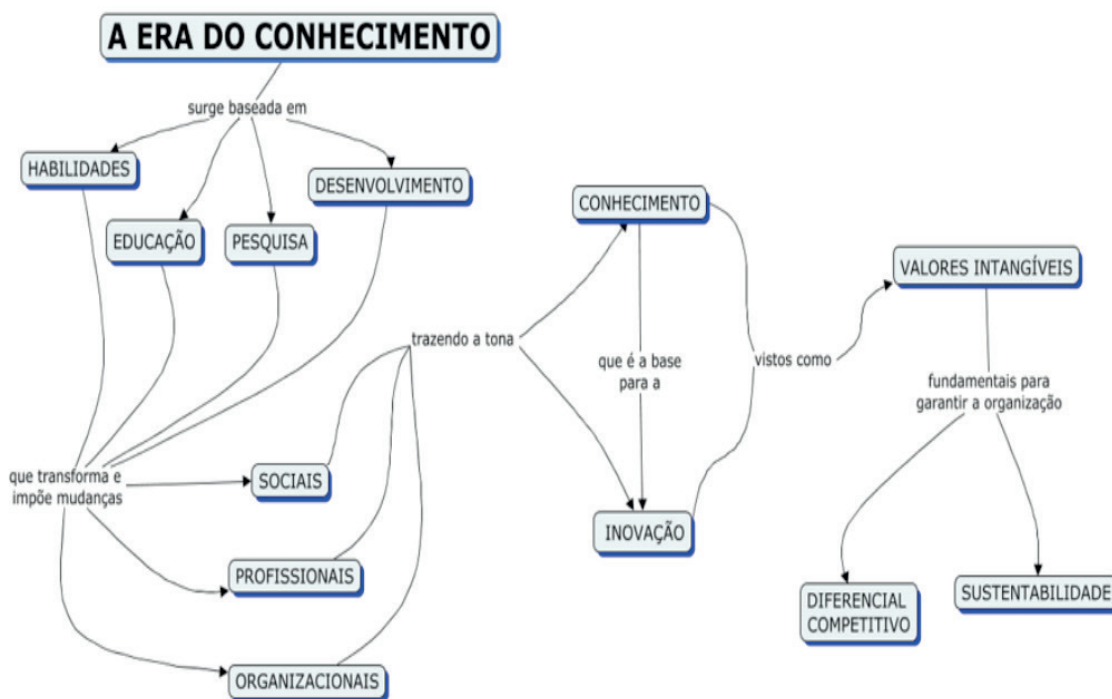 A ERA DO CONHECIMENTO
surge baseada em
HABILIDADES
DESENVOLVIMENTO
EDUCAÇÃO
PESQUISA
que transforma e
impõe mudanças
SOCIAIS
PROFISSIONAIS
ORGANIZACIONAIS
trazendo a tona
CONHECIMENTO
que é a base
para a
INOVAÇÃO
vistos como
VALORES INTANGÍVEIS
fundamentais para
garantir a organização
DIFERENCIAL
COMPETITIVO
SUSTENTABILIDADE